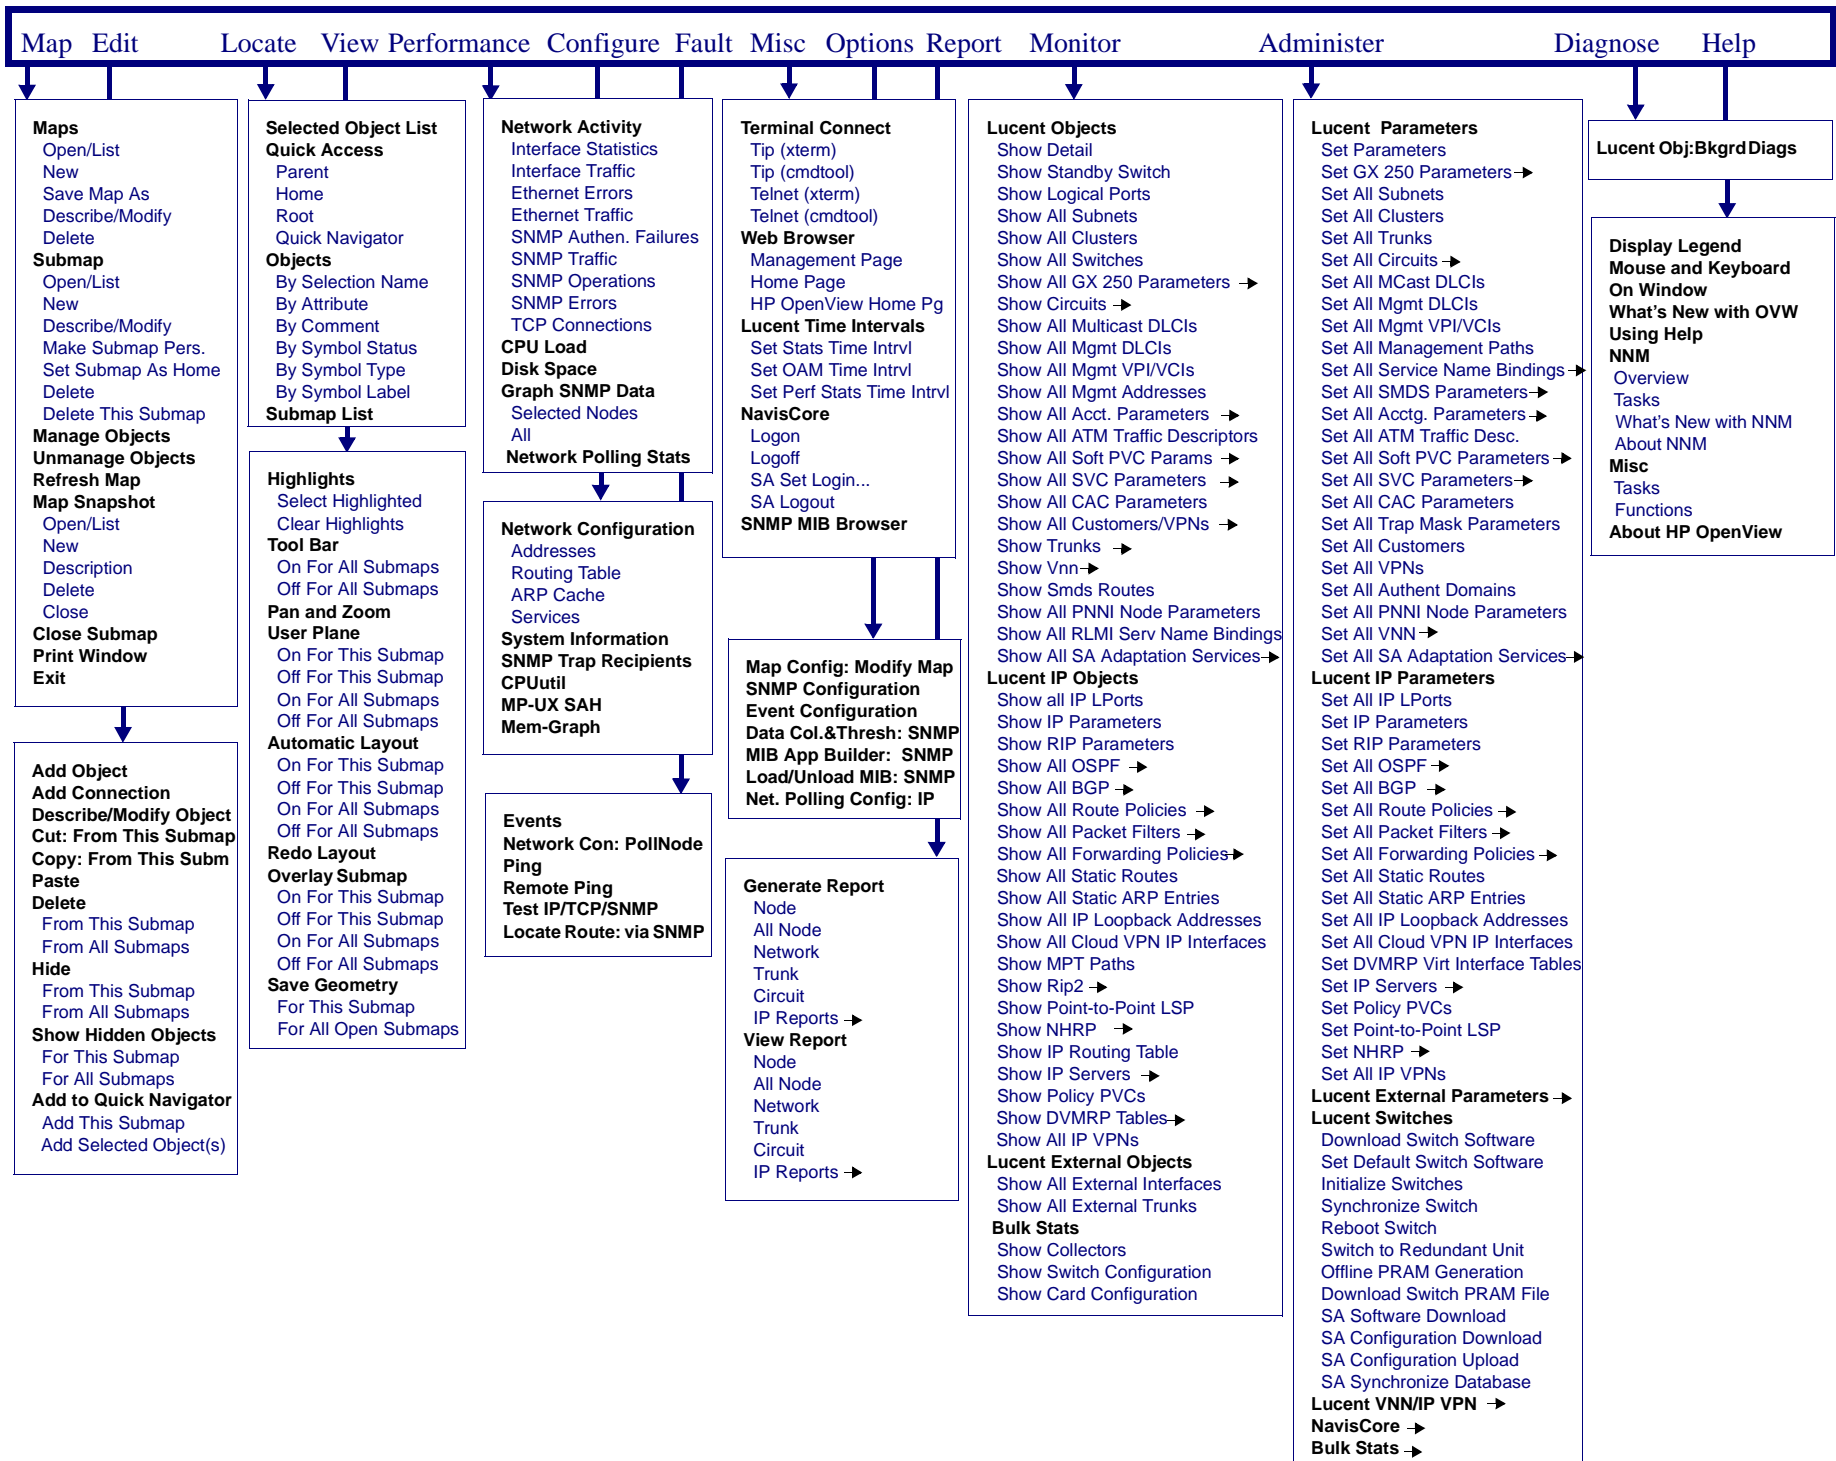 Map Edit Locate View Performance Configure Fault Misc Options Report Monitor Administer Diagnose Help
Maps
Open/List
New
Save Map As
Describe/Modify
Delete
Submap
Open/List
New
Describe/Modify
Make Submap Pers.
Set Submap As Home
Delete
Delete This Submap
Manage Objects
Unmanage Objects
Refresh Map
Map Snapshot
Open/List
New
Description
Delete
Close
Close Submap
Print Window
Exit
Add Object
Add Connection
Describe/Modify Object
Cut: From This Submap
Copy: From This Subm
Paste
Delete
From This Submap
From All Submaps
Hide
From This Submap
From All Submaps
Show Hidden Objects
For This Submap
For All Submaps
Add to Quick Navigator
Add This Submap
Add Selected Object(s)
Selected Object List
Quick Access
Parent
Home
Root
Quick Navigator
Objects
By Selection Name
By Attribute
By Comment
By Symbol Status
By Symbol Type
By Symbol Label
Submap List
Highlights
Select Highlighted
Clear Highlights
Tool Bar
On For All Submaps
Off For All Submaps
Pan and Zoom
User Plane
On For This Submap
Off For This Submap
On For All Submaps
Off For All Submaps
Automatic Layout
On For This Submap
Off For This Submap
On For All Submaps
Off For All Submaps
Redo Layout
Overlay Submap
On For This Submap
Off For This Submap
On For All Submaps
Off For All Submaps
Save Geometry
For This Submap
For All Open Submaps
Network Activity
Interface Statistics
Interface Traffic
Ethernet Errors
Ethernet Traffic
SNMP Authen. Failures
SNMP Traffic
SNMP Operations
SNMP Errors
TCP Connections
CPU Load
Disk Space
Graph SNMP Data
Selected Nodes
All
Network Polling Stats
Network Configuration
Addresses
Routing Table
ARP Cache
Services
System Information
SNMP Trap Recipients
CPUutil
MP-UX SAH
Mem-Graph
Events
Network Con: PollNode
Ping
Remote Ping
Test IP/TCP/SNMP
Locate Route: via SNMP
Terminal Connect
Tip (xterm)
Tip (cmdtool)
Telnet (xterm)
Telnet (cmdtool)
Web Browser
Management Page
Home Page
HP OpenView Home Pg
Lucent Time Intervals
Set Stats Time Intrvl
Set OAM Time Intrvl
Set Perf Stats Time Intrvl
NavisCore
Logon
Logoff
SA Set Login...
SA Logout
SNMP MIB Browser
Map Config: Modify Map
SNMP Configuration
Event Configuration
Data Col.&Thresh: SNMP
MIB App Builder: SNMP
Load/Unload MIB: SNMP
Net. Polling Config: IP
Generate Report
Node
All Node
Network
Trunk
Circuit
IP Reports
View Report
Node
All Node
Network
Trunk
Circuit
IP Reports
Lucent Objects
Show Detail
Show Standby Switch
Show Logical Ports
Show All Subnets
Show All Clusters
Show All Switches
Show All GX 250 Parameters
Show Circuits
Show All Multicast DLCIs
Show All Mgmt DLCIs
Show All Mgmt VPI/VCIs
Show All Mgmt Addresses
Show All Acct. Parameters
Show All ATM Traffic Descriptors
Show All Soft PVC Params
Show All SVC Parameters
Show All CAC Parameters
Show All Customers/VPNs
Show Trunks
Show Vnn
Show Smds Routes
Show All PNNI Node Parameters
Show All RLMI Serv Name Bindings
Show All SA Adaptation Services
Lucent IP Objects
Show all IP LPorts
Show IP Parameters
Show RIP Parameters
Show All OSPF
Show All BGP
Show All Route Policies
Show All Packet Filters
Show All Forwarding Policies
Show All Static Routes
Show All Static ARP Entries
Show All IP Loopback Addresses
Show All Cloud VPN IP Interfaces
Show MPT Paths
Show Rip2
Show Point-to-Point LSP
Show NHRP
Show IP Routing Table
Show IP Servers
Show Policy PVCs
Show DVMRP Tables
Show All IP VPNs
Lucent External Objects
Show All External Interfaces
Show All External Trunks
Bulk Stats
Show Collectors
Show Switch Configuration
Show Card Configuration
Lucent Parameters
Set Parameters
Set GX 250 Parameters
Set All Subnets
Set All Clusters
Set All Trunks
Set All Circuits
Set All MCast DLCIs
Set All Mgmt DLCIs
Set All Mgmt VPI/VCIs
Set All Management Paths
Set All Service Name Bindings
Set All SMDS Parameters
Set All Acctg. Parameters
Set All ATM Traffic Desc.
Set All Soft PVC Parameters
Set All SVC Parameters
Set All CAC Parameters
Set All Trap Mask Parameters
Set All Customers
Set All VPNs
Set All Authent Domains
Set All PNNI Node Parameters
Set All VNN
Set All SA Adaptation Services
Lucent IP Parameters
Set All IP LPorts
Set IP Parameters
Set RIP Parameters
Set All OSPF
Set All BGP
Set All Route Policies
Set All Packet Filters
Set All Forwarding Policies
Set All Static Routes
Set All Static ARP Entries
Set All IP Loopback Addresses
Set All Cloud VPN IP Interfaces
Set DVMRP Virt Interface Tables
Set IP Servers
Set Policy PVCs
Set Point-to-Point LSP
Set NHRP
Set All IP VPNs
Lucent External Parameters
Lucent Switches
Download Switch Software
Set Default Switch Software
Initialize Switches
Synchronize Switch
Reboot Switch
Switch to Redundant Unit
Offline PRAM Generation
Download Switch PRAM File
SA Software Download
SA Configuration Download
SA Configuration Upload
SA Synchronize Database
Lucent VNN/IP VPN
NavisCore
Bulk Stats
Lucent Obj:Bkgrd Diags
Display Legend
Mouse and Keyboard
On Window
What's New with OVW
Using Help
NNM
Overview
Tasks
What's New with NNM
About NNM
Misc
Tasks
Functions
About HP OpenView